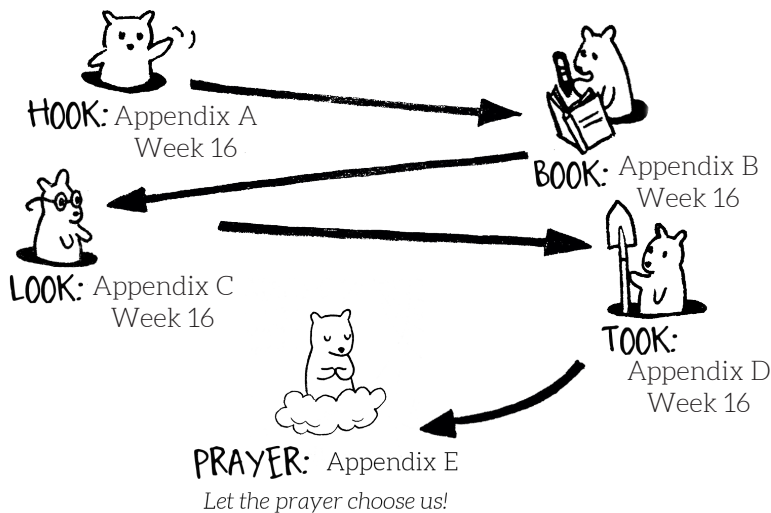 HOOK: Appendix A
Week 16
BOOK: Appendix B
Week 16
LOOK: Appendix C
Week 16
TOOK:
Appendix D
Week 16
PRAYER: Appendix E
Let the prayer choose us!